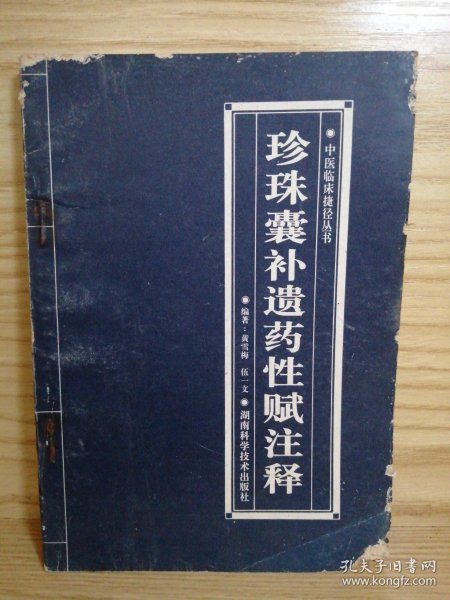 中医临床捷径丛书
珍珠囊补遗药性赋注释
编著：黄雪梅 伍一文
湖南科学技术出版社
孔夫子旧书网
www.kongfz.com